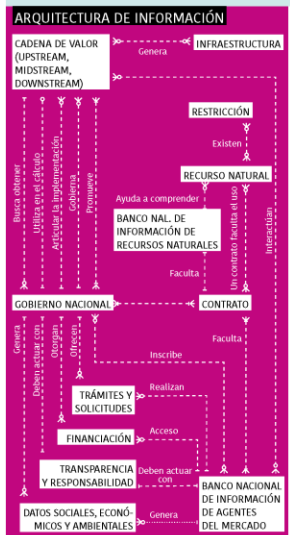 ARQUITECTURA DE INFORMACIÓN
CADENA DE VALOR
(UPSTREAM,
MIDSTREAM,
DOWNSTREAM)
Genera
INFRAESTRUCTURA
RESTRICCIÓN
Existen
RECURSO NATURAL
Busca obtener
Utiliza en el cálculo
Articular la implementación
Gobierna
Promueve
Ayuda a comprender
Un contrato faculta el uso
Interactúan
BANCO NAL. DE
INFORMACIÓN DE
RECURSOS NATURALES
Faculta
GOBIERNO NACIONAL
CONTRATO
Genera
Deben actuar con
Otorgan
Ofrecen
Inscribe
Faculta
Realizan
TRÁMITES Y
SOLICITUDES
Acceso
FINANCIACIÓN
TRANSPARENCIA
Y RESPONSABILIDAD
Deben actuar
con
BANCO NACIONAL
DE INFORMACIÓN
DE AGENTES
DEL MERCADO
DATOS SOCIALES, ECONÓ-
MICOS Y AMBIENTALES
Genera